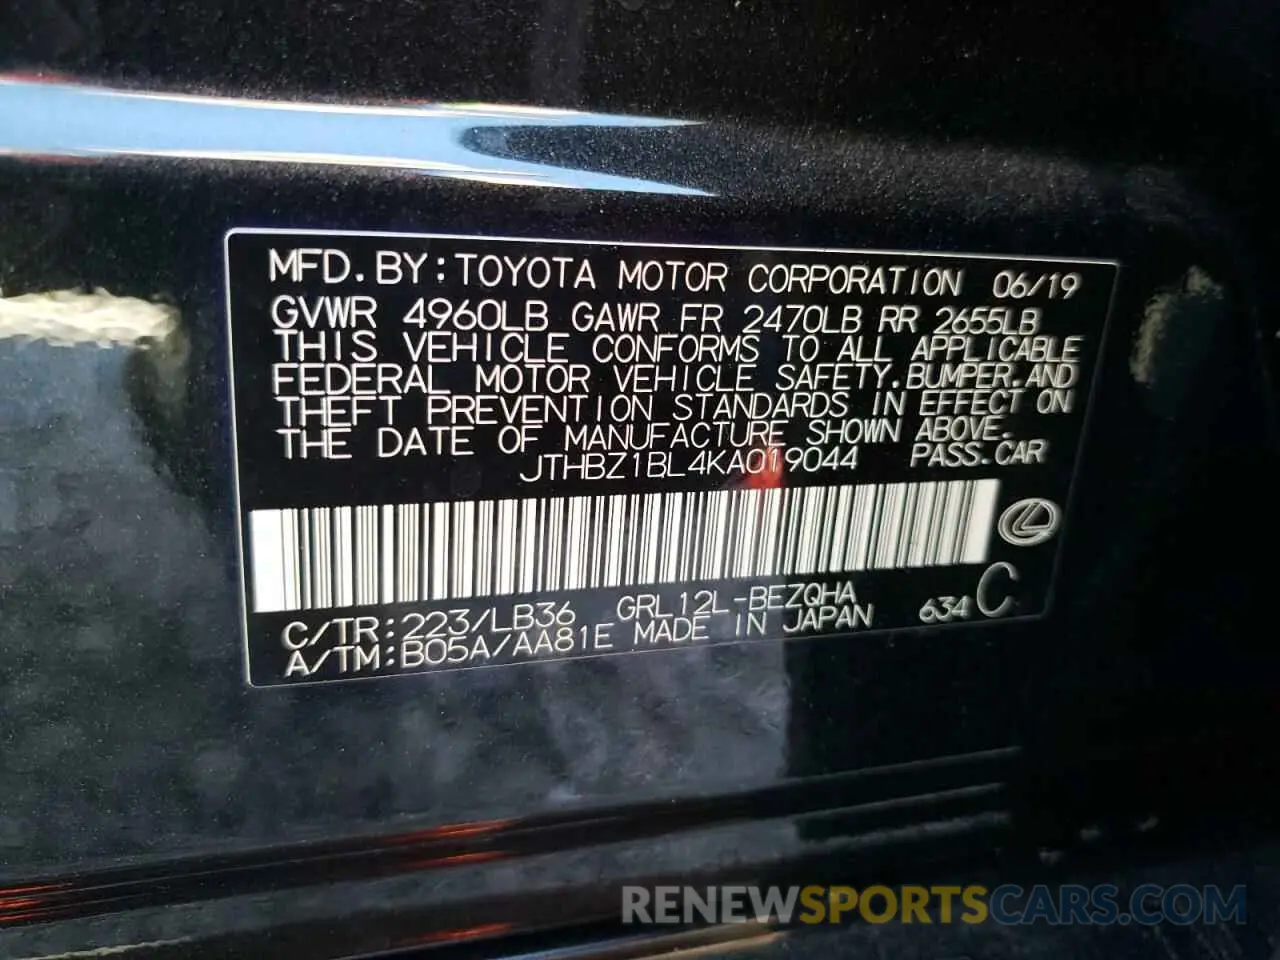 MFD.BY:TOYOTA MOTOR CORPORATION 06/19
GVWR 4960LB GAWR FR 2470LB RR 2655LB
THIS VEHICLE CONFORMS TO ALL APPLICABLE
FEDERAL MOTOR VEHICLE SAFETY.BUMPER.AND
THEFT PREVENTION STANDARDS IN EFFECT ON
THE DATE OF MANUFACTURE SHOWN ABOVE.
JTHBZ1BL4KA019044 PASS.CAR
C/TR:223/LB36 GRL12L-BEZQHA 634 C
A/TM:B05A/AA81E MADE IN JAPAN
RENEWSPORTSCARS.COM